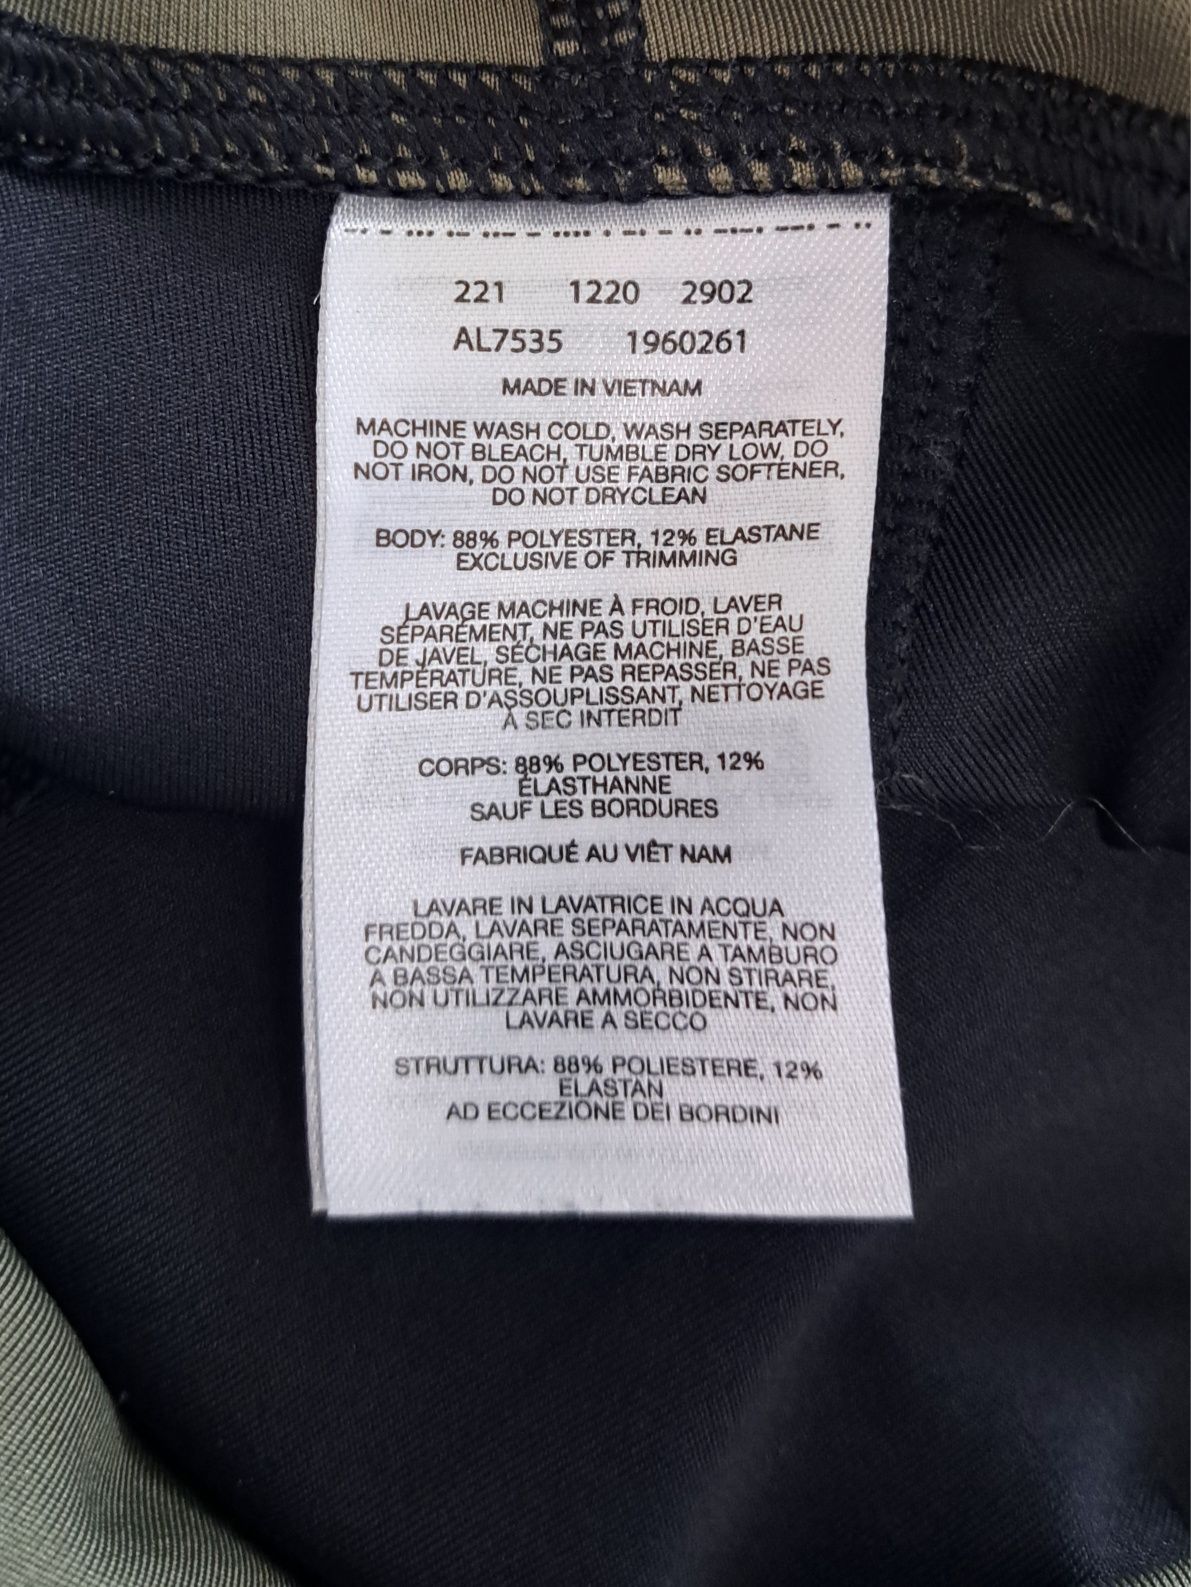 221 1220 2902
AL7535 1960261
MADE IN VIETNAM
MACHINE WASH COLD, WASH SEPARATELY,
DO NOT BLEACH, TUMBLE DRY LOW, DO
NOT IRON, DO NOT USE FABRIC SOFTENER,
DO NOT DRYCLEAN
BODY: 88% POLYESTER, 12% ELASTANE
EXCLUSIVE OF TRIMMING
LAVAGE MACHINE À FROID, LAVER
SÉPARÉMENT, NE PAS UTILISER D'EAU
DE JAVEL, SÉCHAGE MACHINE, BASSE
TEMPÉRATURE, NE PAS REPASSER, NE PAS
UTILISER D'ASSOUPLISSANT, NETTOYAGE
À SEC INTERDIT
CORPS: 88% POLYESTER, 12%
ÉLASTHANNE
SAUF LES BORDURES
FABRIQUÉ AU VIÊT NAM
LAVARE IN LAVATRICE IN ACQUA
FREDDA, LAVARE SEPARATAMENTE, NON
CANDEGGIARE, ASCIUGARE A TAMBURO
A BASSA TEMPERATURA, NON STIRARE,
NON UTILIZZARE AMMORBIDENTE, NON
LAVARE A SECCO
STRUTTURA: 88% POLIESTERE, 12%
ELASTAN
AD ECCEZIONE DEI BORDINI